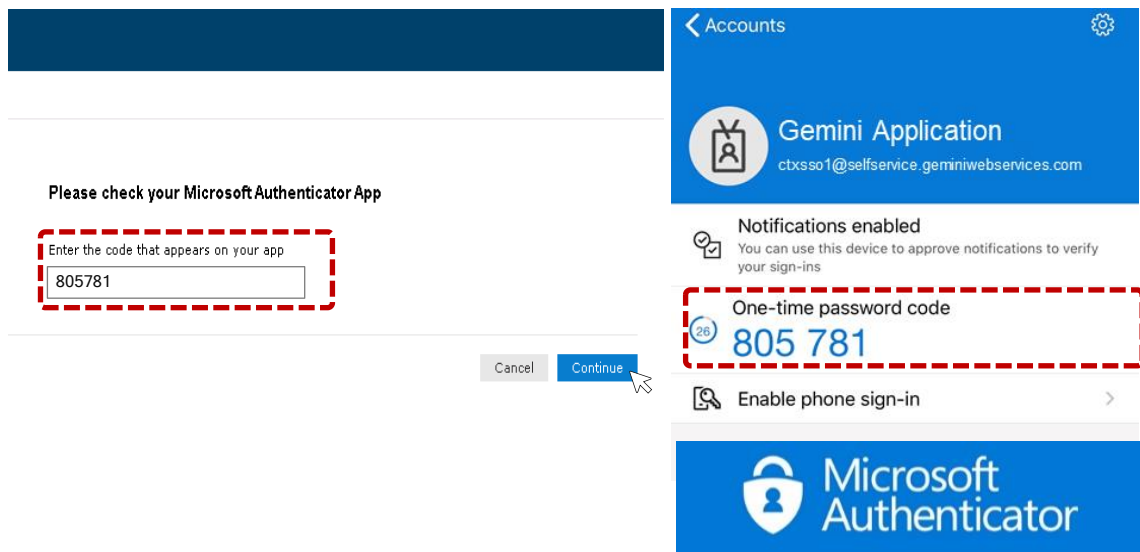 Please check your Microsoft Authenticator App
Enter the code that appears on your app
805781
Cancel
Continue
Accounts
Gemini Application
ctxsso1@selfservice.geminiwebservices.com
Notifications enabled
You can use this device to approve notifications to verify
your sign-ins
One-time password code
26
805 781
Enable phone sign-in
Microsoft
Authenticator